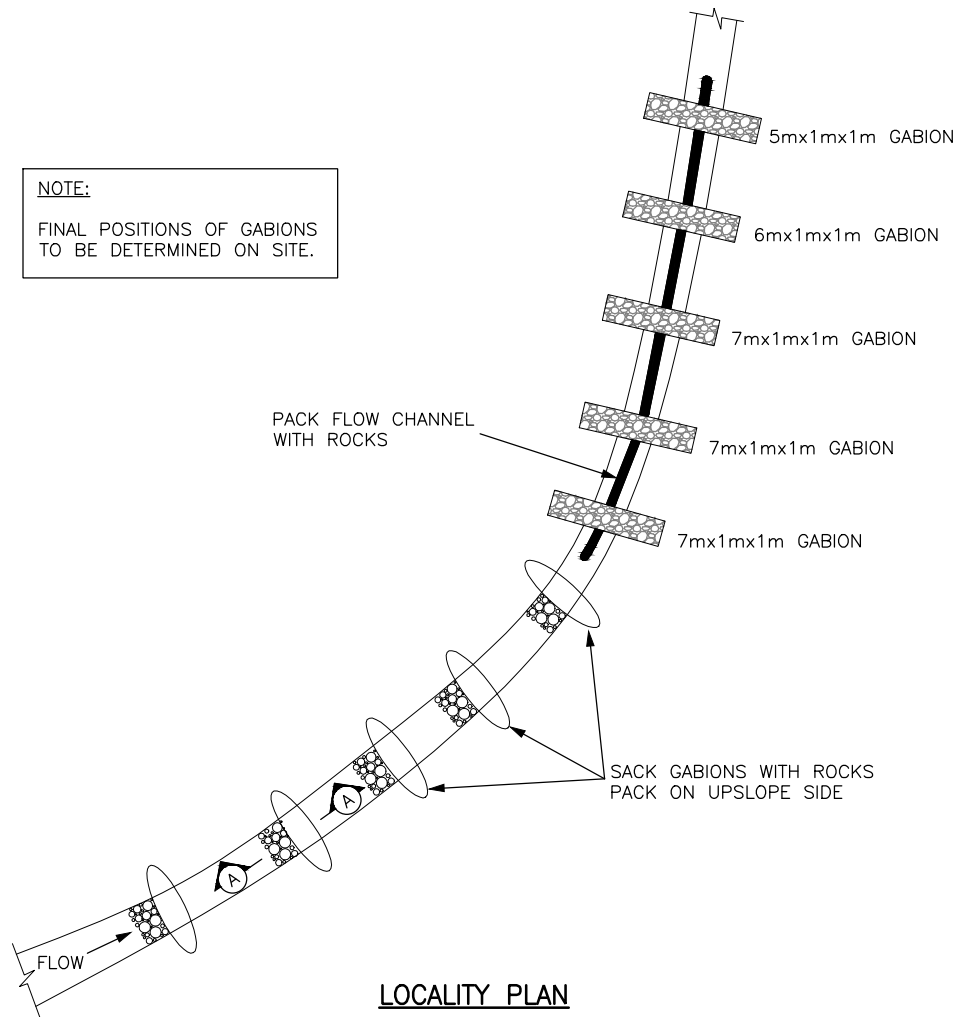 5mx1mx1m GABION
NOTE:
FINAL POSITIONS OF GABIONS
TO BE DETERMINED ON SITE.
6mx1mx1m GABION
7mx1mx1m GABION
PACK FLOW CHANNEL
WITH ROCKS
7mx1mx1m GABION
7mx1mx1m GABION
SACK GABIONS WITH ROCKS
PACK ON UPSLOPE SIDE
A
A
FLOW
LOCALITY PLAN